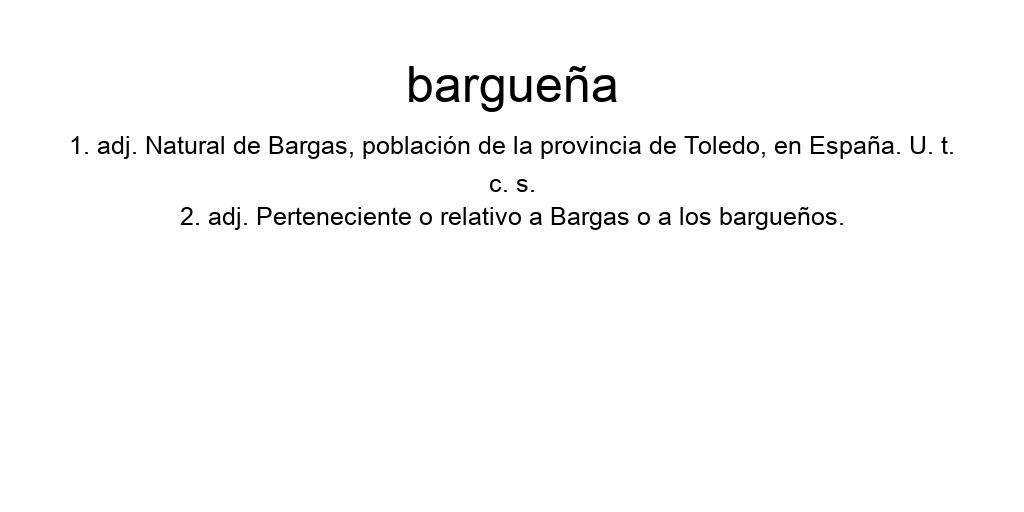 bargueña
1. adj. Natural de Bargas, población de la provincia de Toledo, en España. U. t.
c. s.
2. adj. Perteneciente o relativo a Bargas o a los bargueños.